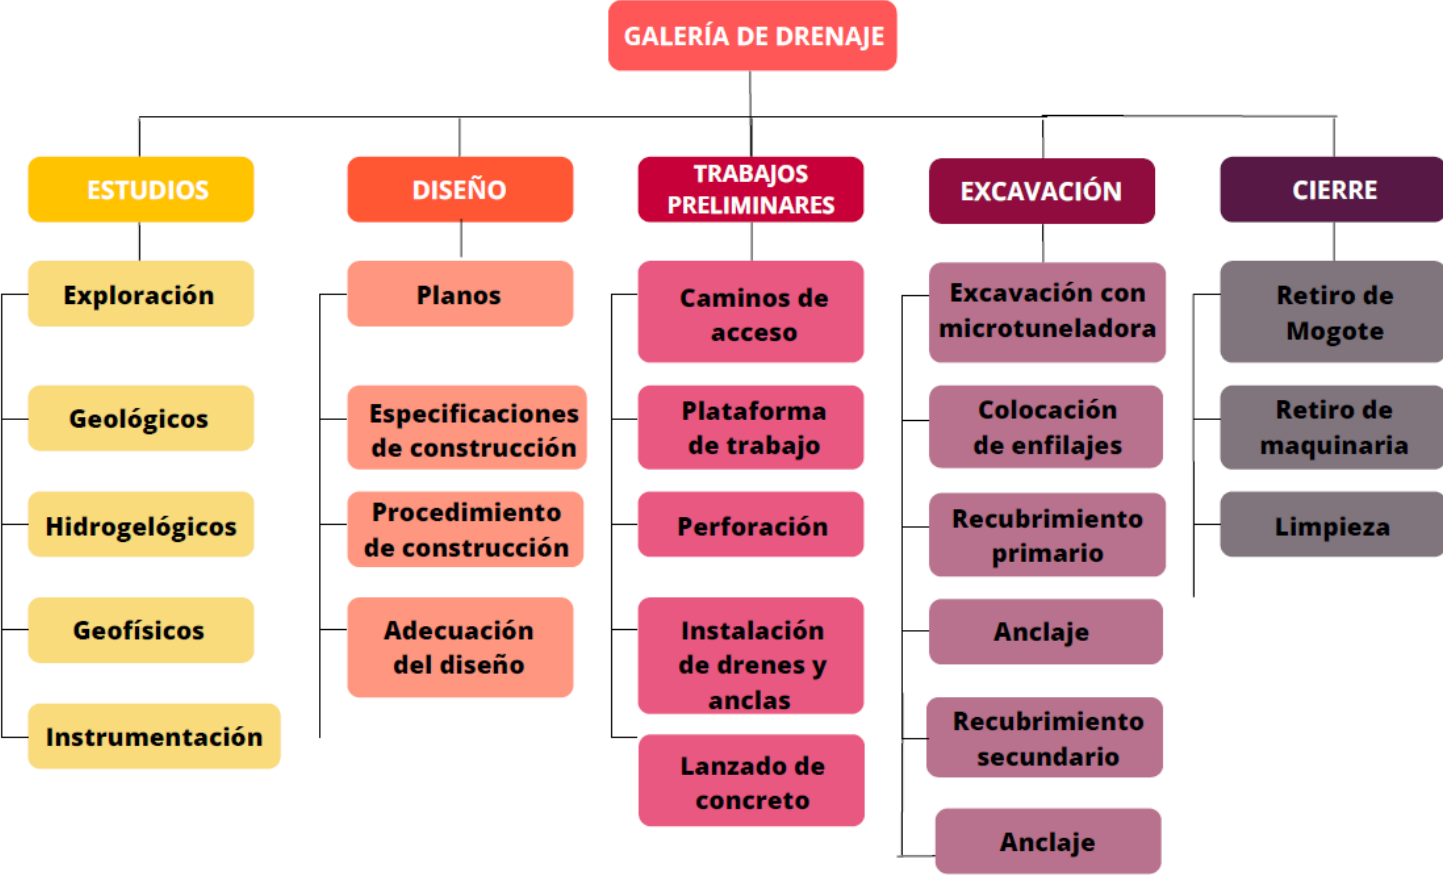 GALERÍA DE DRENAJE
ESTUDIOS
Exploración
Geológicos
Hidrogelógicos
Geofísicos
Instrumentación
DISEÑO
Planos
Especificaciones
de construcción
Procedimiento
de construcción
Adecuación
del diseño
TRABAJOS
PRELIMINARES
Caminos de
acceso
Plataforma
de trabajo
Perforación
Instalación
de drenes y
anclas
Lanzado de
concreto
EXCAVACIÓN
Excavación con
microtuneladora
Colocación
de enfilajes
Recubrimiento
primario
Anclaje
Recubrimiento
secundario
Anclaje
CIERRE
Retiro de
Mogote
Retiro de
maquinaria
Limpieza